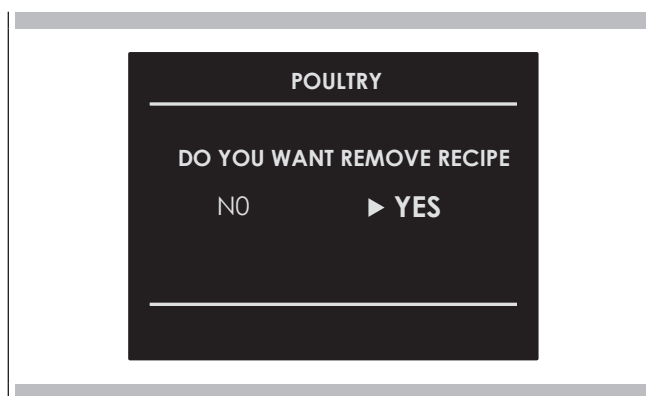 POULTRY
DO YOU WANT REMOVE RECIPE
N0 ▶ YES